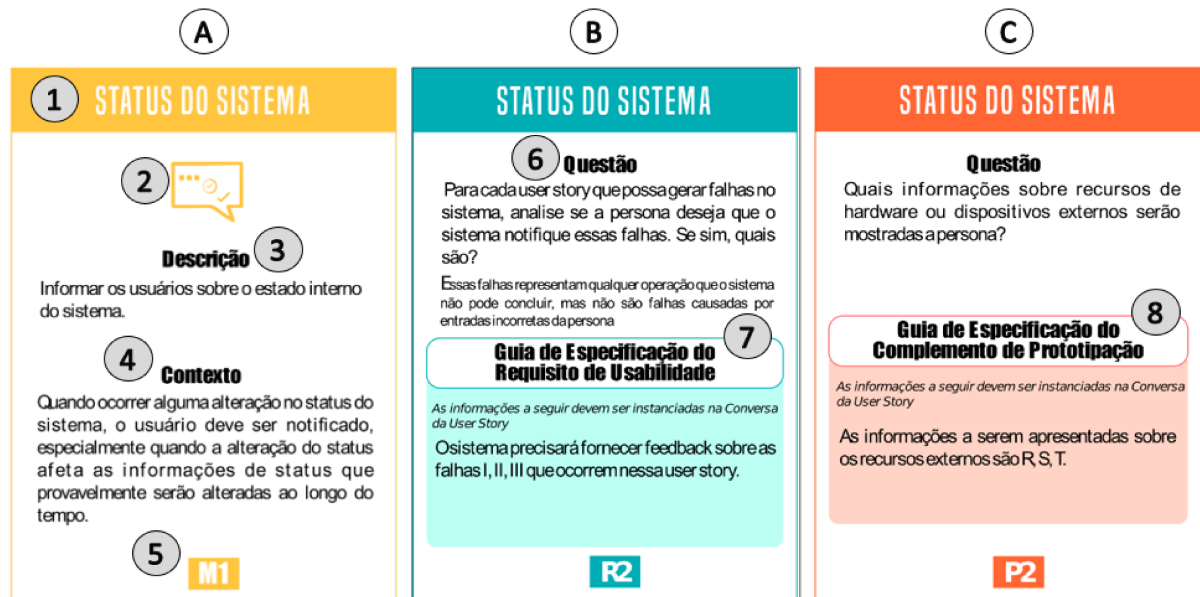 A
B
C
1
STATUS DO SISTEMA
2
Descrição
3
Informar os usuários sobre o estado interno
do sistema.
4
Contexto
Quando ocorrer alguma alteração no status do
sistema, o usuário deve ser notificado,
especialmente quando a alteração do status
afeta as informações de status que
provavelmente serão alteradas ao longo do
tempo.
5
M1
STATUS DO SISTEMA
6
Questão
Para cada user story que possa gerar falhas no
sistema, analise se a persona deseja que o
sistema notifique essas falhas. Se sim, quais
são?
Essas falhas representam qualquer operação que o sistema
não pode concluir, mas não são falhas causadas por
entradas incorretas da persona
7
Guia de Especificação do
Requisito de Usabilidade
As informações a seguir devem ser instanciadas na Conversa
da User Story
O sistema precisará fornecer feedback sobre as
falhas I, II, III que ocorrem nessa user story.
R2
STATUS DO SISTEMA
Questão
Quais informações sobre recursos de
hardware ou dispositivos externos serão
mostradas a persona?
8
Guia de Especificação do
Complemento de Prototipação
As informações a seguir devem ser instanciadas na Conversa
da User Story
As informações a serem apresentadas sobre
os recursos externos são R, S, T.
P2